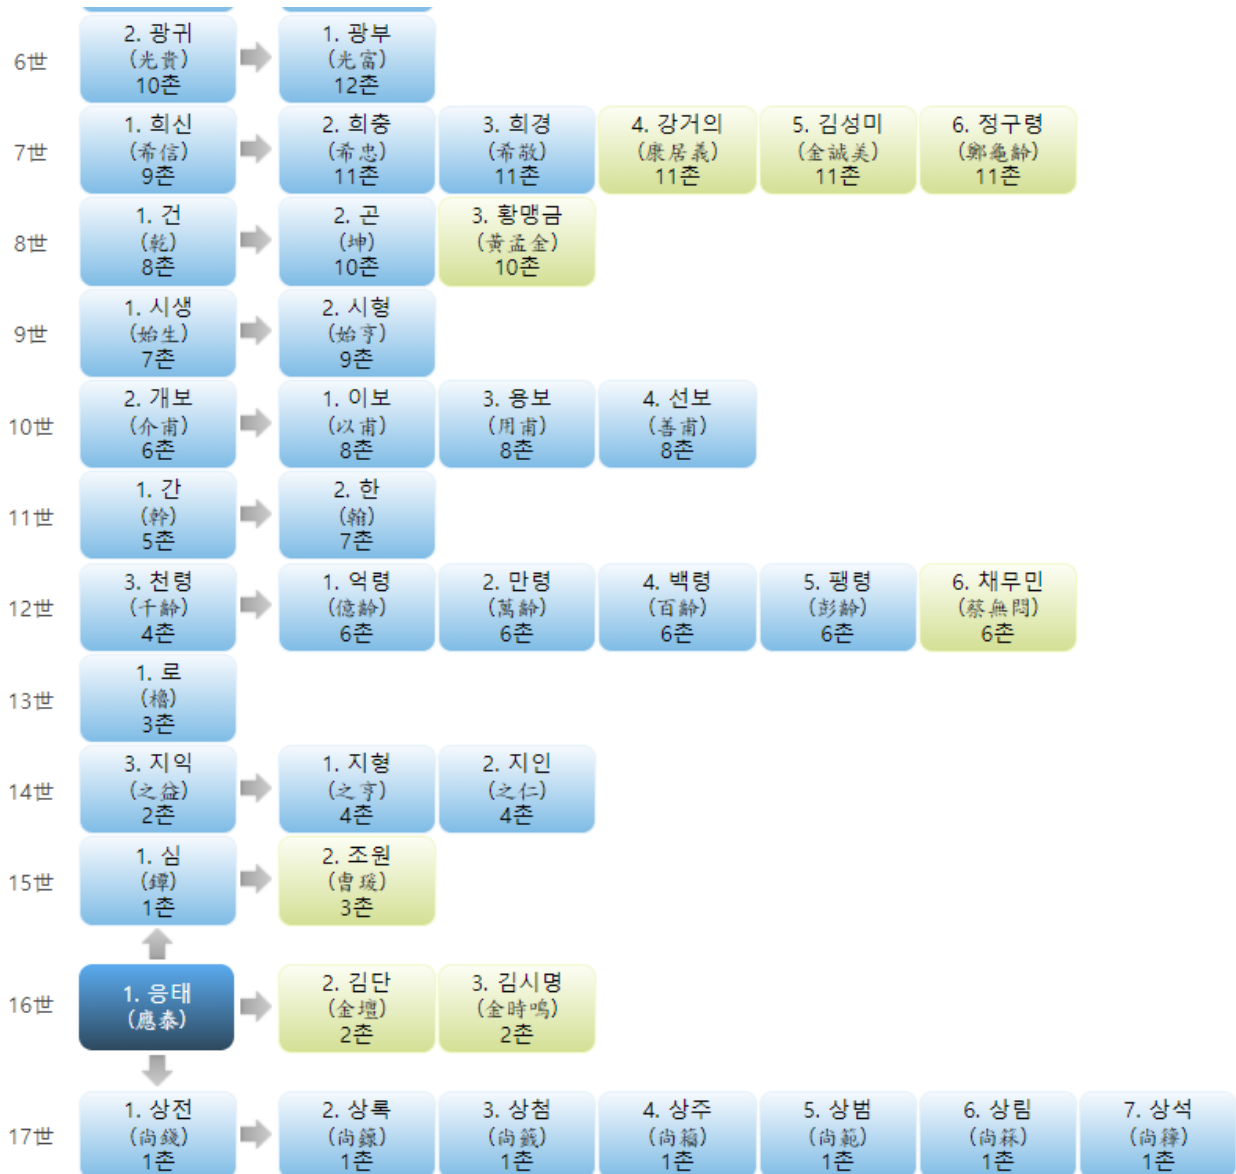 6世
2. 광귀
(光貴)
10촌
1. 광부
(光富)
12촌
7世
1. 희신
(希信)
9촌
2. 희충
(希忠)
11촌
3. 희경
(希敬)
11촌
4. 강거의
(康居義)
11촌
5. 김성미
(金誠美)
11촌
6. 정구령
(鄭龜齡)
11촌
8世
1. 건
(乾)
8촌
2. 곤
(坤)
10촌
3. 황맹금
(黃孟金)
10촌
9世
1. 시생
(始生)
7촌
2. 시형
(始亨)
9촌
10世
2. 개보
(介甫)
6촌
1. 이보
(以甫)
8촌
3. 용보
(用甫)
8촌
4. 선보
(善甫)
8촌
11世
1. 간
(幹)
5촌
2. 한
(翰)
7촌
12世
3. 천령
(千齡)
4촌
1. 억령
(億齡)
6촌
2. 만령
(萬齡)
6촌
4. 백령
(百齡)
6촌
5. 팽령
(彭齡)
6촌
6. 채무민
(蔡無悶)
6촌
13世
1. 로
(擓)
3촌
14世
3. 지익
(之益)
2촌
1. 지형
(之亨)
4촌
2. 지인
(之仁)
4촌
15世
1. 심
(鐔)
1촌
2. 조원
(曺瑗)
3촌
16世
1. 응태
(應泰)
2. 김단
(金壇)
2촌
3. 김시명
(金時鳴)
2촌
17世
1. 상전
(尙錢)
1촌
2. 상록
(尙籙)
1촌
3. 상첨
(尙籤)
1촌
4. 상주
(尙籒)
1촌
5. 상범
(尙範)
1촌
6. 상림
(尙箖)
1촌
7. 상석
1촌